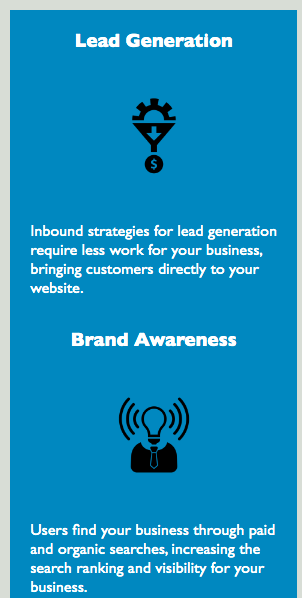 Lead Generation
$
Inbound strategies for lead generation
require less work for your business,
bringing customers directly to your
website.
Brand Awareness
Users find your business through paid
and organic searches, increasing the
search ranking and visibility for your
business.